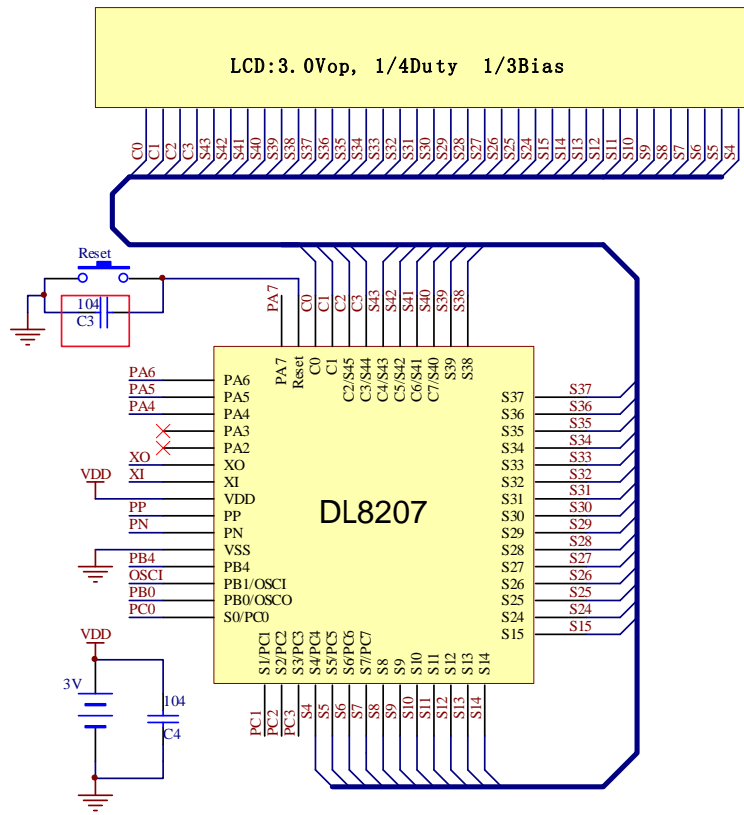 LCD:3.0Vop, 1/4Duty 1/3Bias
C0 C1 C2 C3 S43 S42 S41 S40 S39 S38 S37 S36 S35 S34 S33 S32 S31 S30 S29 S28 S27 S26 S25 S24 S15 S14 S13 S12 S11 S10 S9 S8 S7 S6 S5 S4
Reset
104
C3
PA7 C0 C1 C2 C3 S43 S42 S41 S40 S39 S38
PA7 Reset C0 C1 C2/S45 C3/S44 C4/S43 C5/S42 C6/S41 C7/S40 S39 S38
PA6 PA6 S37 S37
PA5 PA5 S36 S36
PA4 PA4 S35 S35
PA3 S34 S34
PA2 S33 S33
XO XO S32 S32
XI XI S31 S31
VDD VDD S30 S30
PP PP S29 S29
PN PN S28 S28
VSS S27 S27
PB4 PB4 S26 S26
OSCI PB1/OSCI S25 S25
PB0 PB0/OSCO S24 S24
PC0 S0/PC0 S15 S15
DL8207
S1/PC1 S2/PC2 S3/PC3 S4/PC4 S5/PC5 S6/PC6 S7/PC7 S8 S9 S10 S11 S12 S13 S14
PC1 PC2 PC3 S4 S5 S6 S7 S8 S9 S10 S11 S12 S13 S14
VDD
3V
104
C4